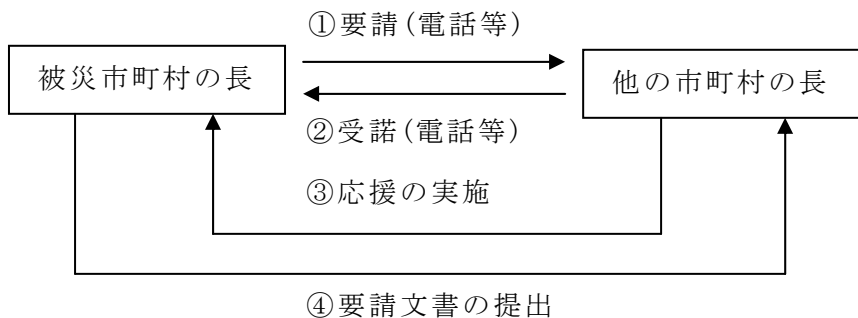 ①要請(電話等)
被災市町村の長
他の市町村の長
②受諾(電話等)
③応援の実施
④要請文書の提出